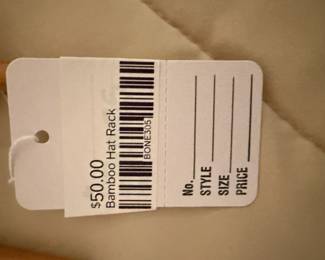 $50.00
Bamboo Hat Rack
BONE305
No.
STYLE
SIZE
PRICE